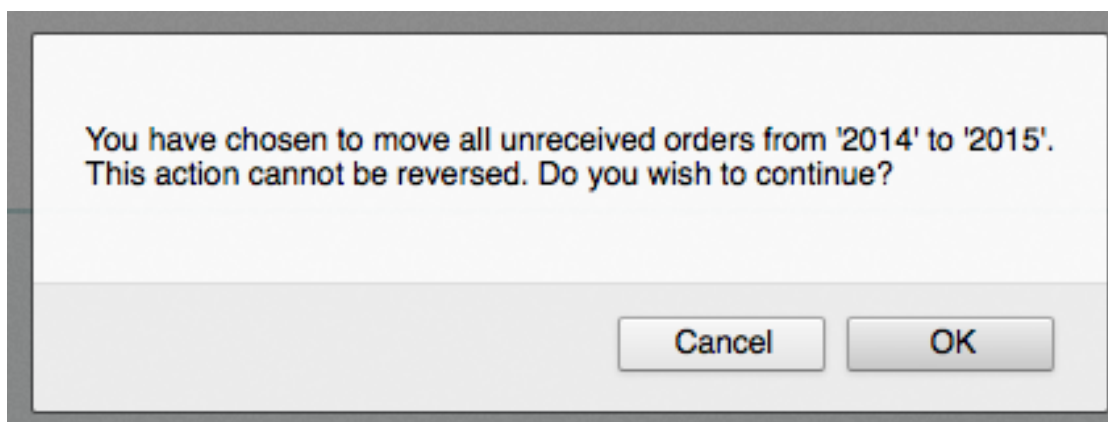 You have chosen to move all unreceived orders from '2014' to '2015'.
This action cannot be reversed. Do you wish to continue?
Cancel OK